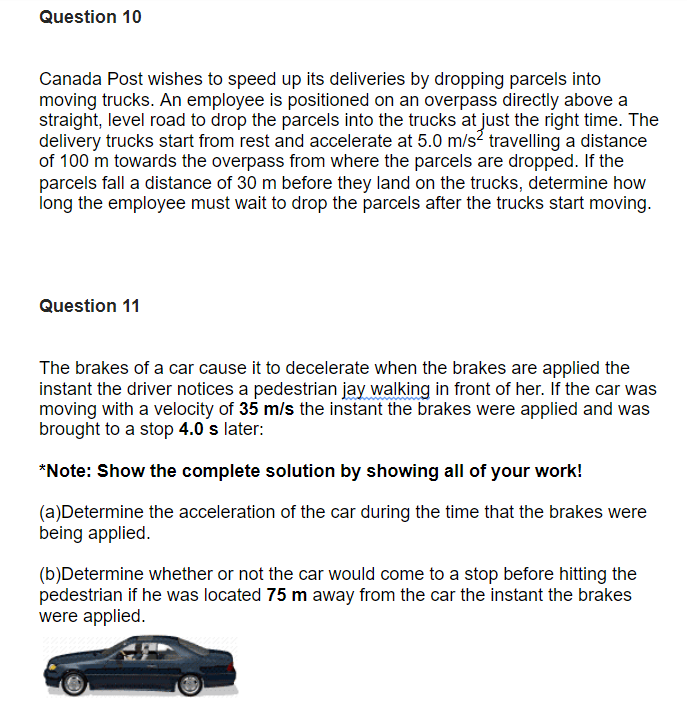 Question 10
Canada Post wishes to speed up its deliveries by dropping parcels into
moving trucks. An employee is positioned on an overpass directly above a
straight, level road to drop the parcels into the trucks at just the right time. The
delivery trucks start from rest and accelerate at 5.0 m/s² travelling a distance
of 100 m towards the overpass from where the parcels are dropped. If the
parcels fall a distance of 30 m before they land on the trucks, determine how
long the employee must wait to drop the parcels after the trucks start moving.
Question 11
The brakes of a car cause it to decelerate when the brakes are applied the
instant the driver notices a pedestrian jay walking in front of her. If the car was
moving with a velocity of 35 m/s the instant the brakes were applied and was
brought to a stop 4.0 s later:
*Note: Show the complete solution by showing all of your work!
(a)Determine the acceleration of the car during the time that the brakes were
being applied.
(b)Determine whether or not the car would come to a stop before hitting the
pedestrian if he was located 75 m away from the car the instant the brakes
were applied.